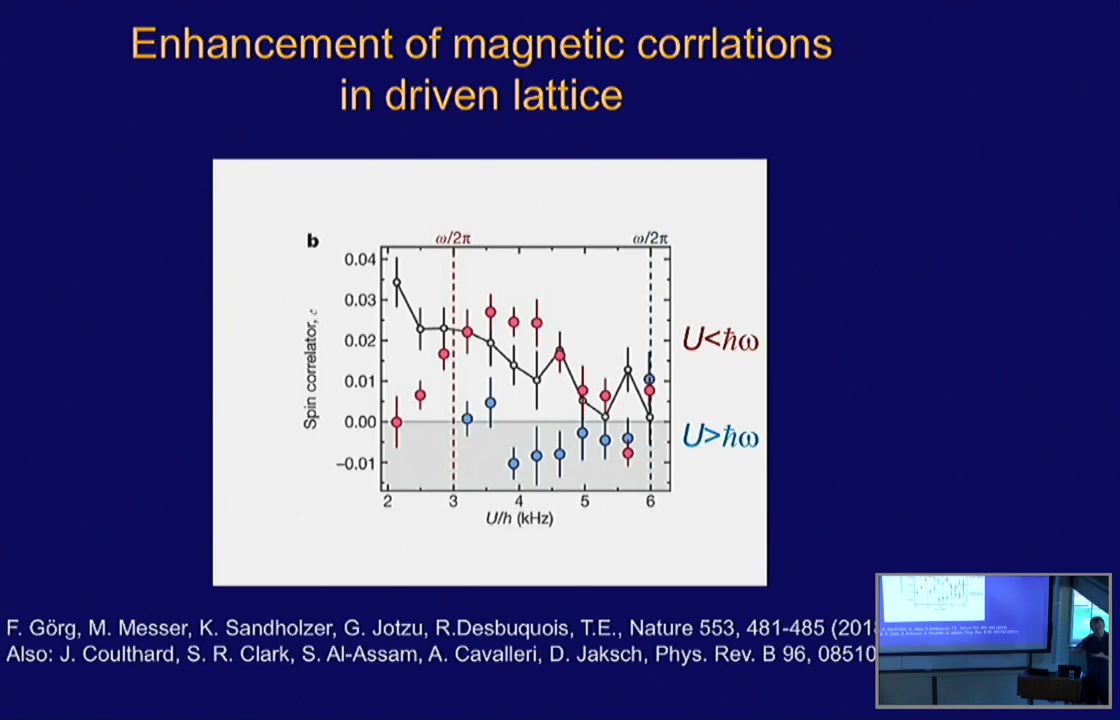 Enhancement of magnetic corrlations
in driven lattice
b
ω/2π
ω/2π
0.04
0.03
0.02
0.01
0.00
−0.01
Spin correlator,
2 3 4 5 6
U/h (kHz)
U<ħω
U>ħω
F. Görg, M. Messer, K. Sandholzer, G. Jotzu, R.Desbuquois, T.E., Nature 553, 481-485 (201
Also: J. Coulthard, S. R. Clark, S. Al-Assam, A. Cavalleri, D. Jaksch, Phys. Rev. B 96, 08510